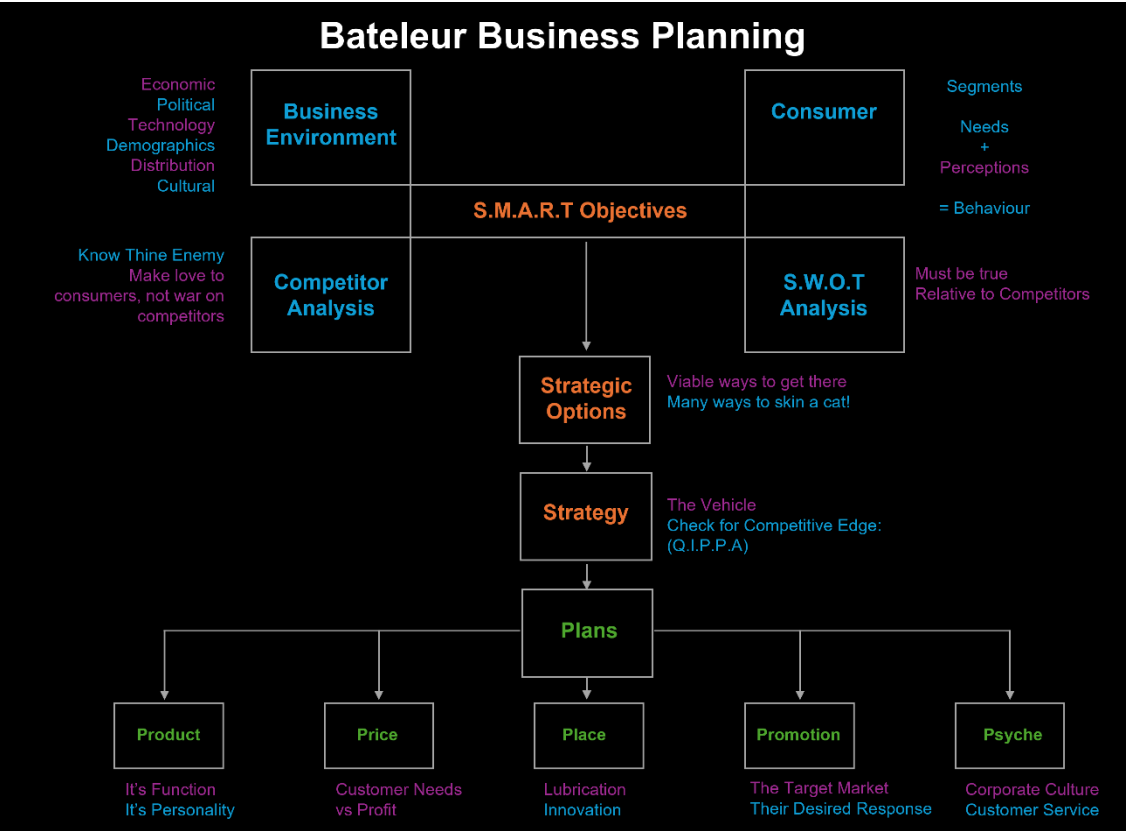 Bateleur Business Planning
Economic
Political
Technology
Demographics
Distribution
Cultural
Business
Environment
Consumer
Segments
Needs
+
Perceptions
= Behaviour
S.M.A.R.T Objectives
Know Thine Enemy
Make love to
consumers, not war on
competitors
Competitor
Analysis
S.W.O.T
Analysis
Must be true
Relative to Competitors
Strategic
Options
Viable ways to get there
Many ways to skin a cat!
Strategy
The Vehicle
Check for Competitive Edge:
(Q.I.P.P.A)
Plans
Product
It's Function
It's Personality
Price
Customer Needs
vs Profit
Place
Lubrication
Innovation
Promotion
The Target Market
Their Desired Response
Psyche
Corporate Culture
Customer Service